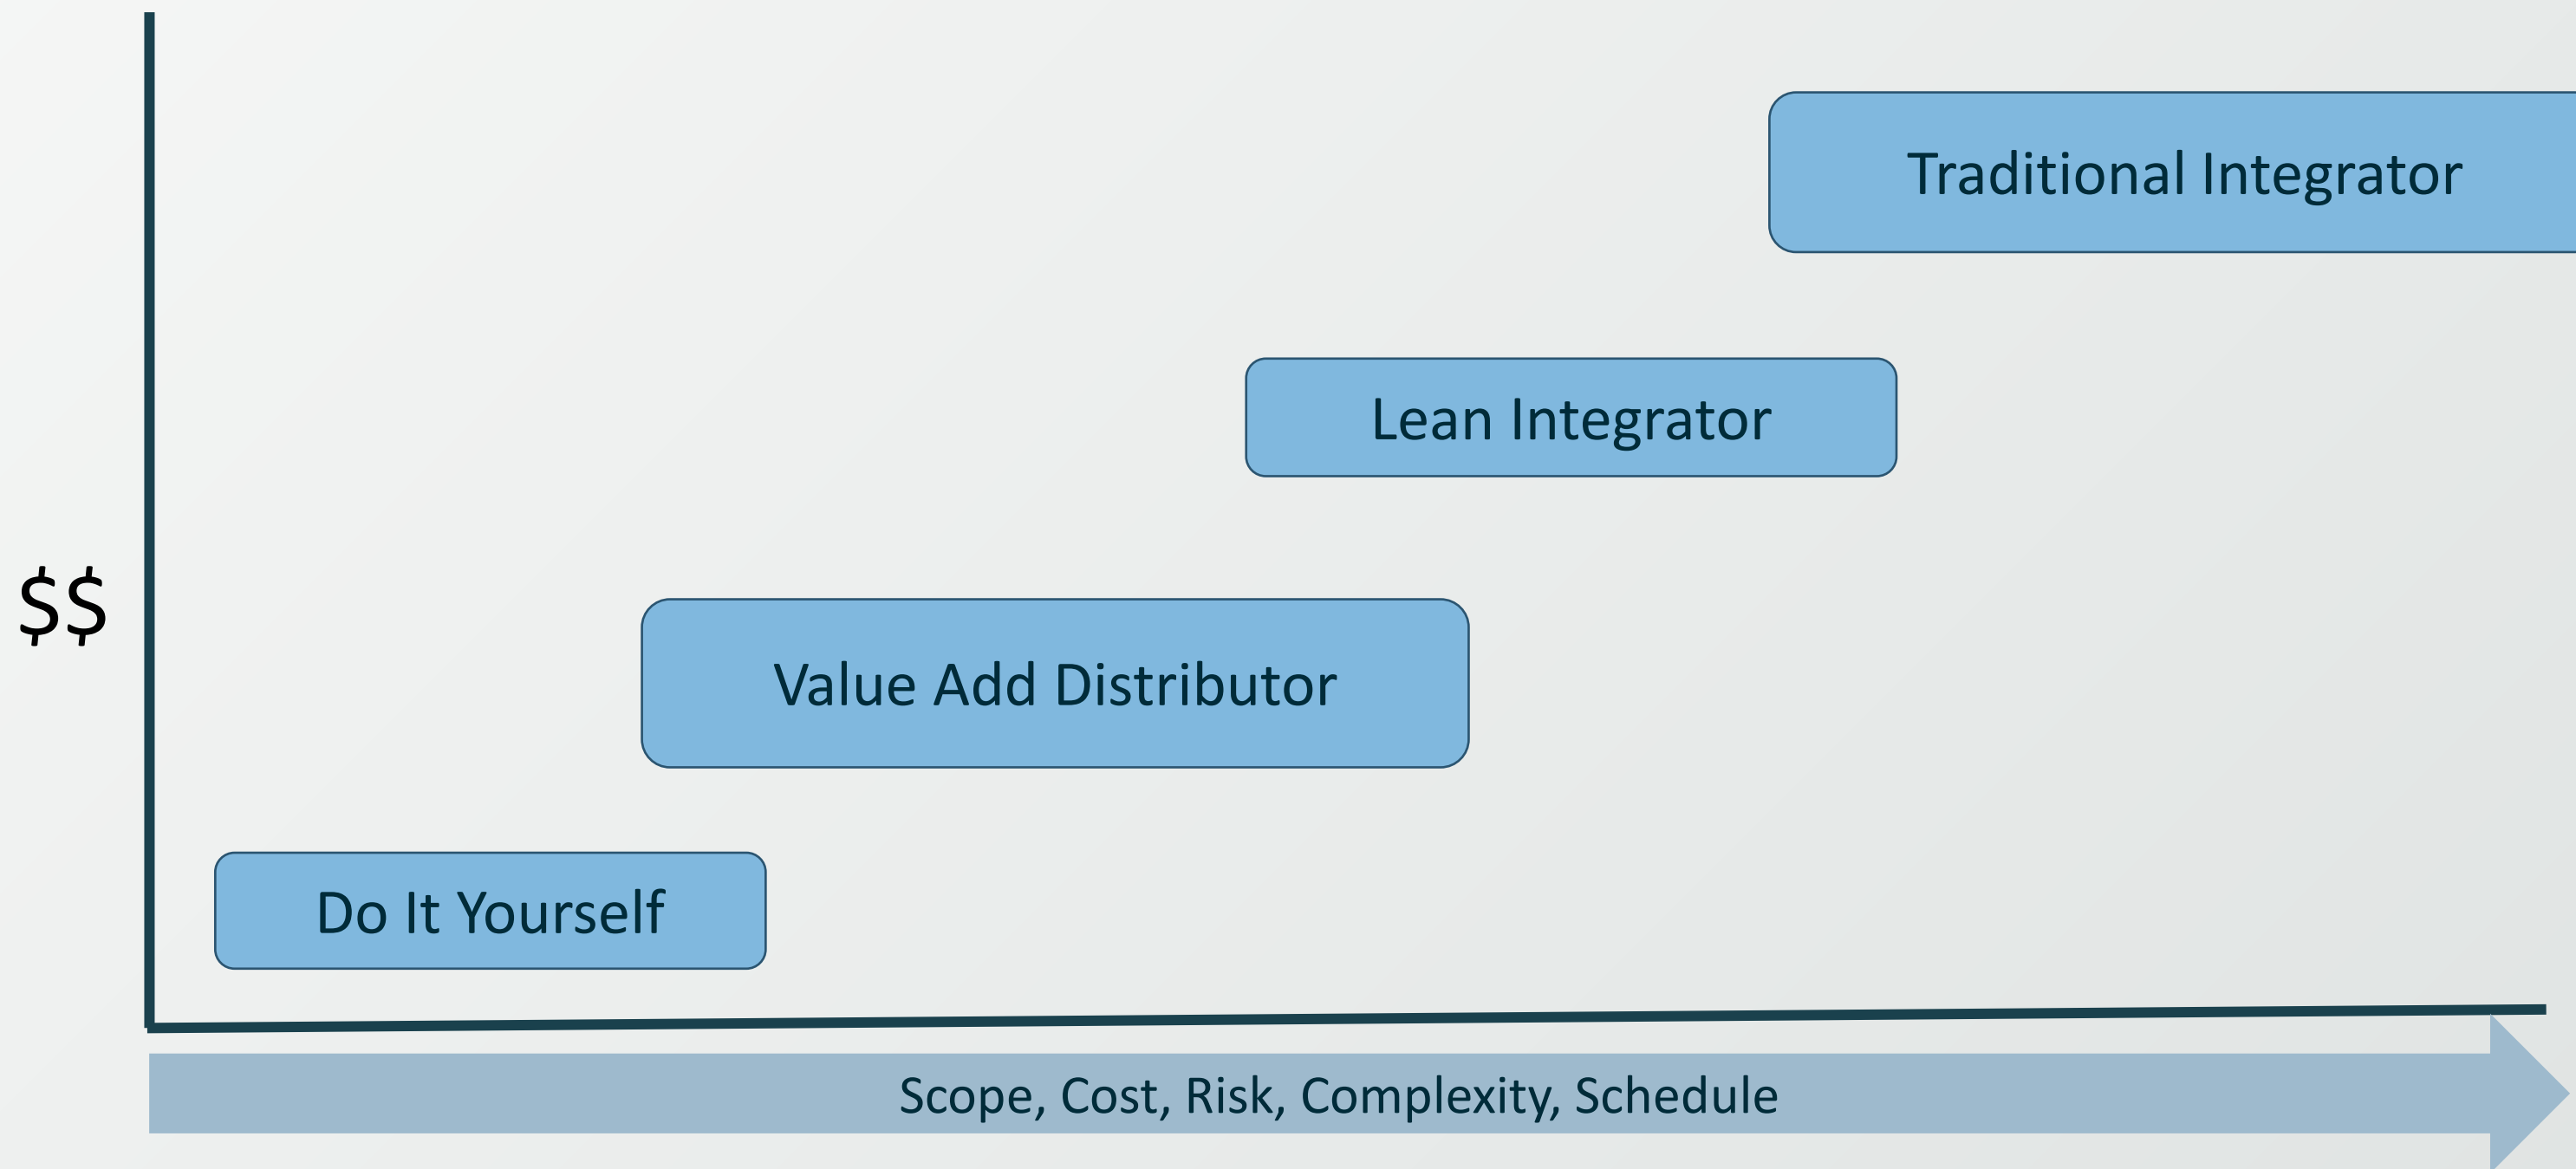 Traditional Integrator
Lean Integrator
$$
Value Add Distributor
Do It Yourself
Scope, Cost, Risk, Complexity, Schedule